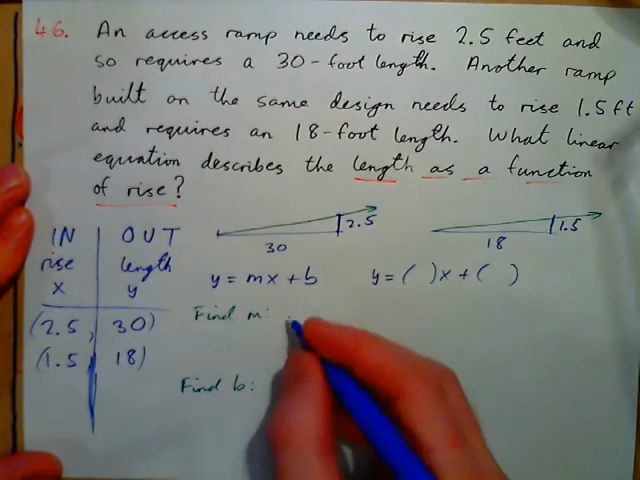 46. An access ramp needs to rise 2.5 feet and
so requires a 30-foot length. Another ramp
built on the same design needs to rise 1.5 ft
and requires an 18-foot length. What linear
equation describes the length as a function
of rise?
IN OUT
rise length
x y
(2.5, 30)
(1.5, 18)
2.5
30
1.5
18
y = mx + b
y = ( )x + ( )
Find m:
Find b: